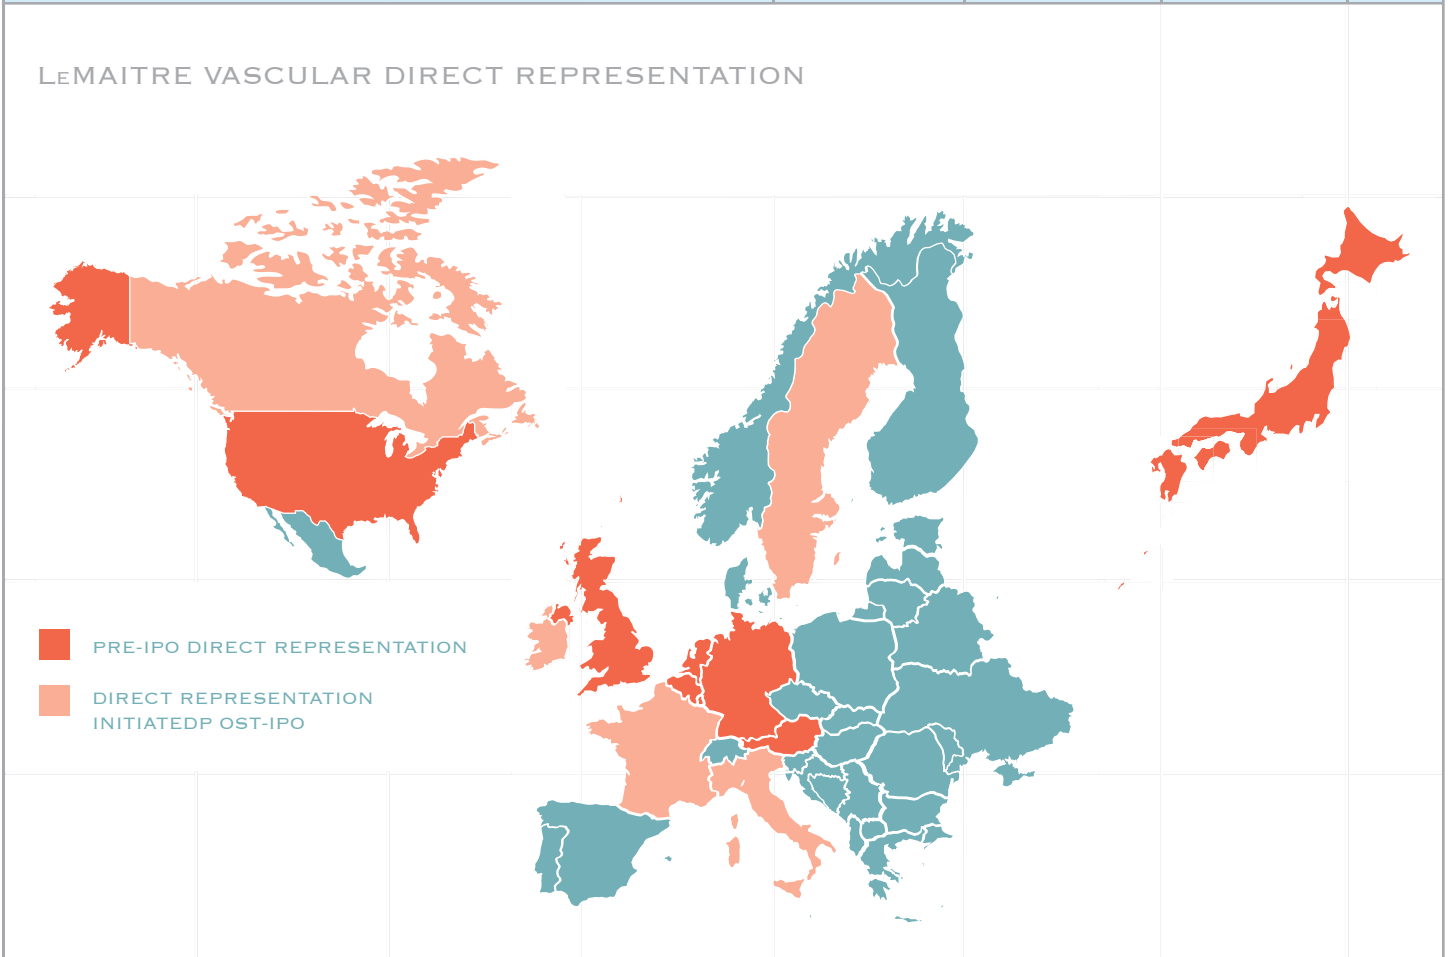 LeMAITRE VASCULAR DIRECT REPRESENTATION
PRE-IPO DIRECT REPRESENTATION
DIRECT REPRESENTATION
INITIATEDP OST-IPO